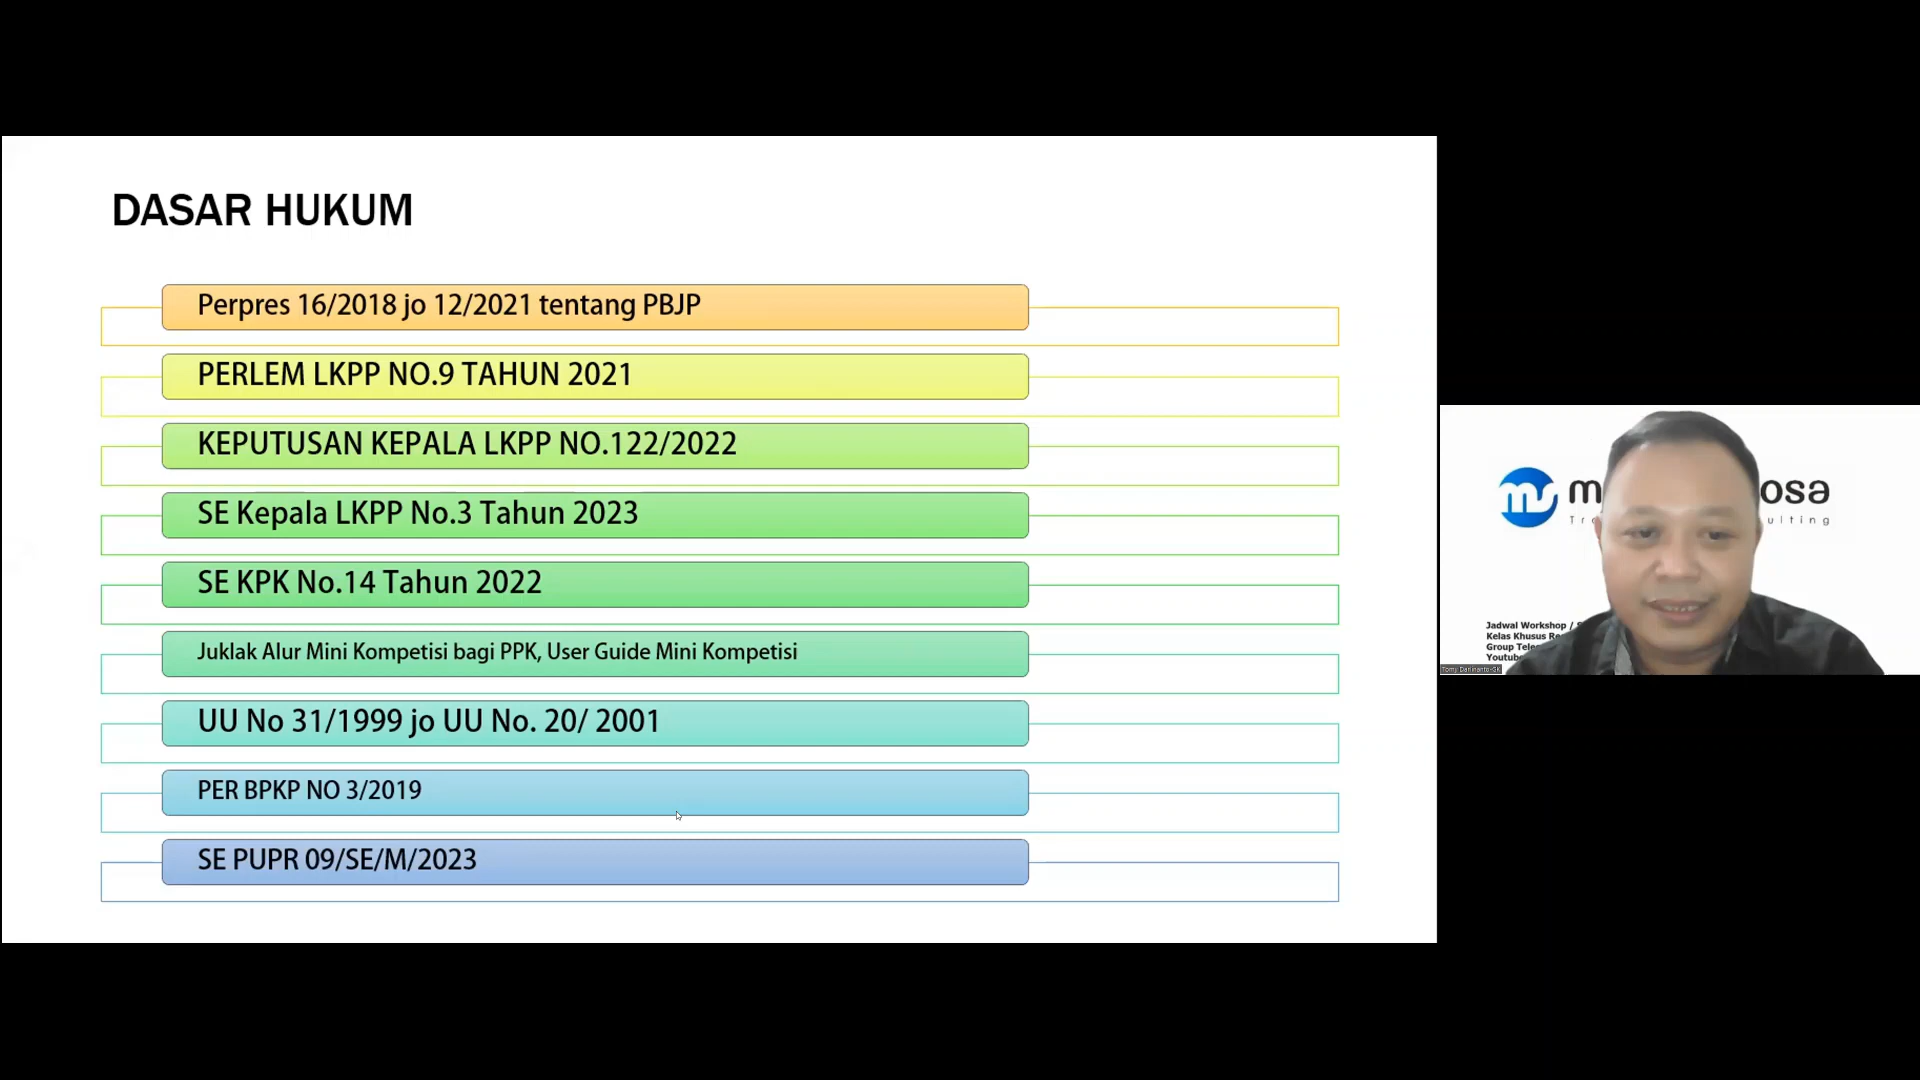 DASAR HUKUM
Perpres 16/2018 jo 12/2021 tentang PBJP
PERLEM LKPP NO.9 TAHUN 2021
KEPUTUSAN KEPALA LKPP NO.122/2022
SE Kepala LKPP No.3 Tahun 2023
SE KPK No.14 Tahun 2022
Juklak Alur Mini Kompetisi bagi PPK, User Guide Mini Kompetisi
UU No 31/1999 jo UU No. 20/ 2001
PER BPKP NO 3/2019
SE PUPR 09/SE/M/2023
Jadwal Workshop /
Kelas Khusus
Group